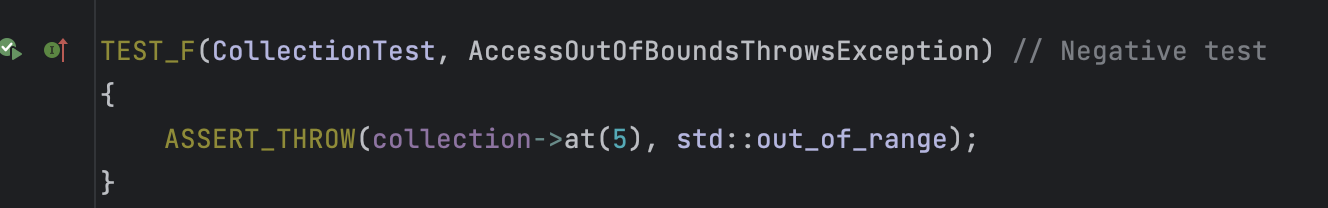 TEST_F(CollectionTest, AccessOutOfBoundsThrowsException) // Negative test
{
    ASSERT_THROW(collection->at(5), std::out_of_range);
}